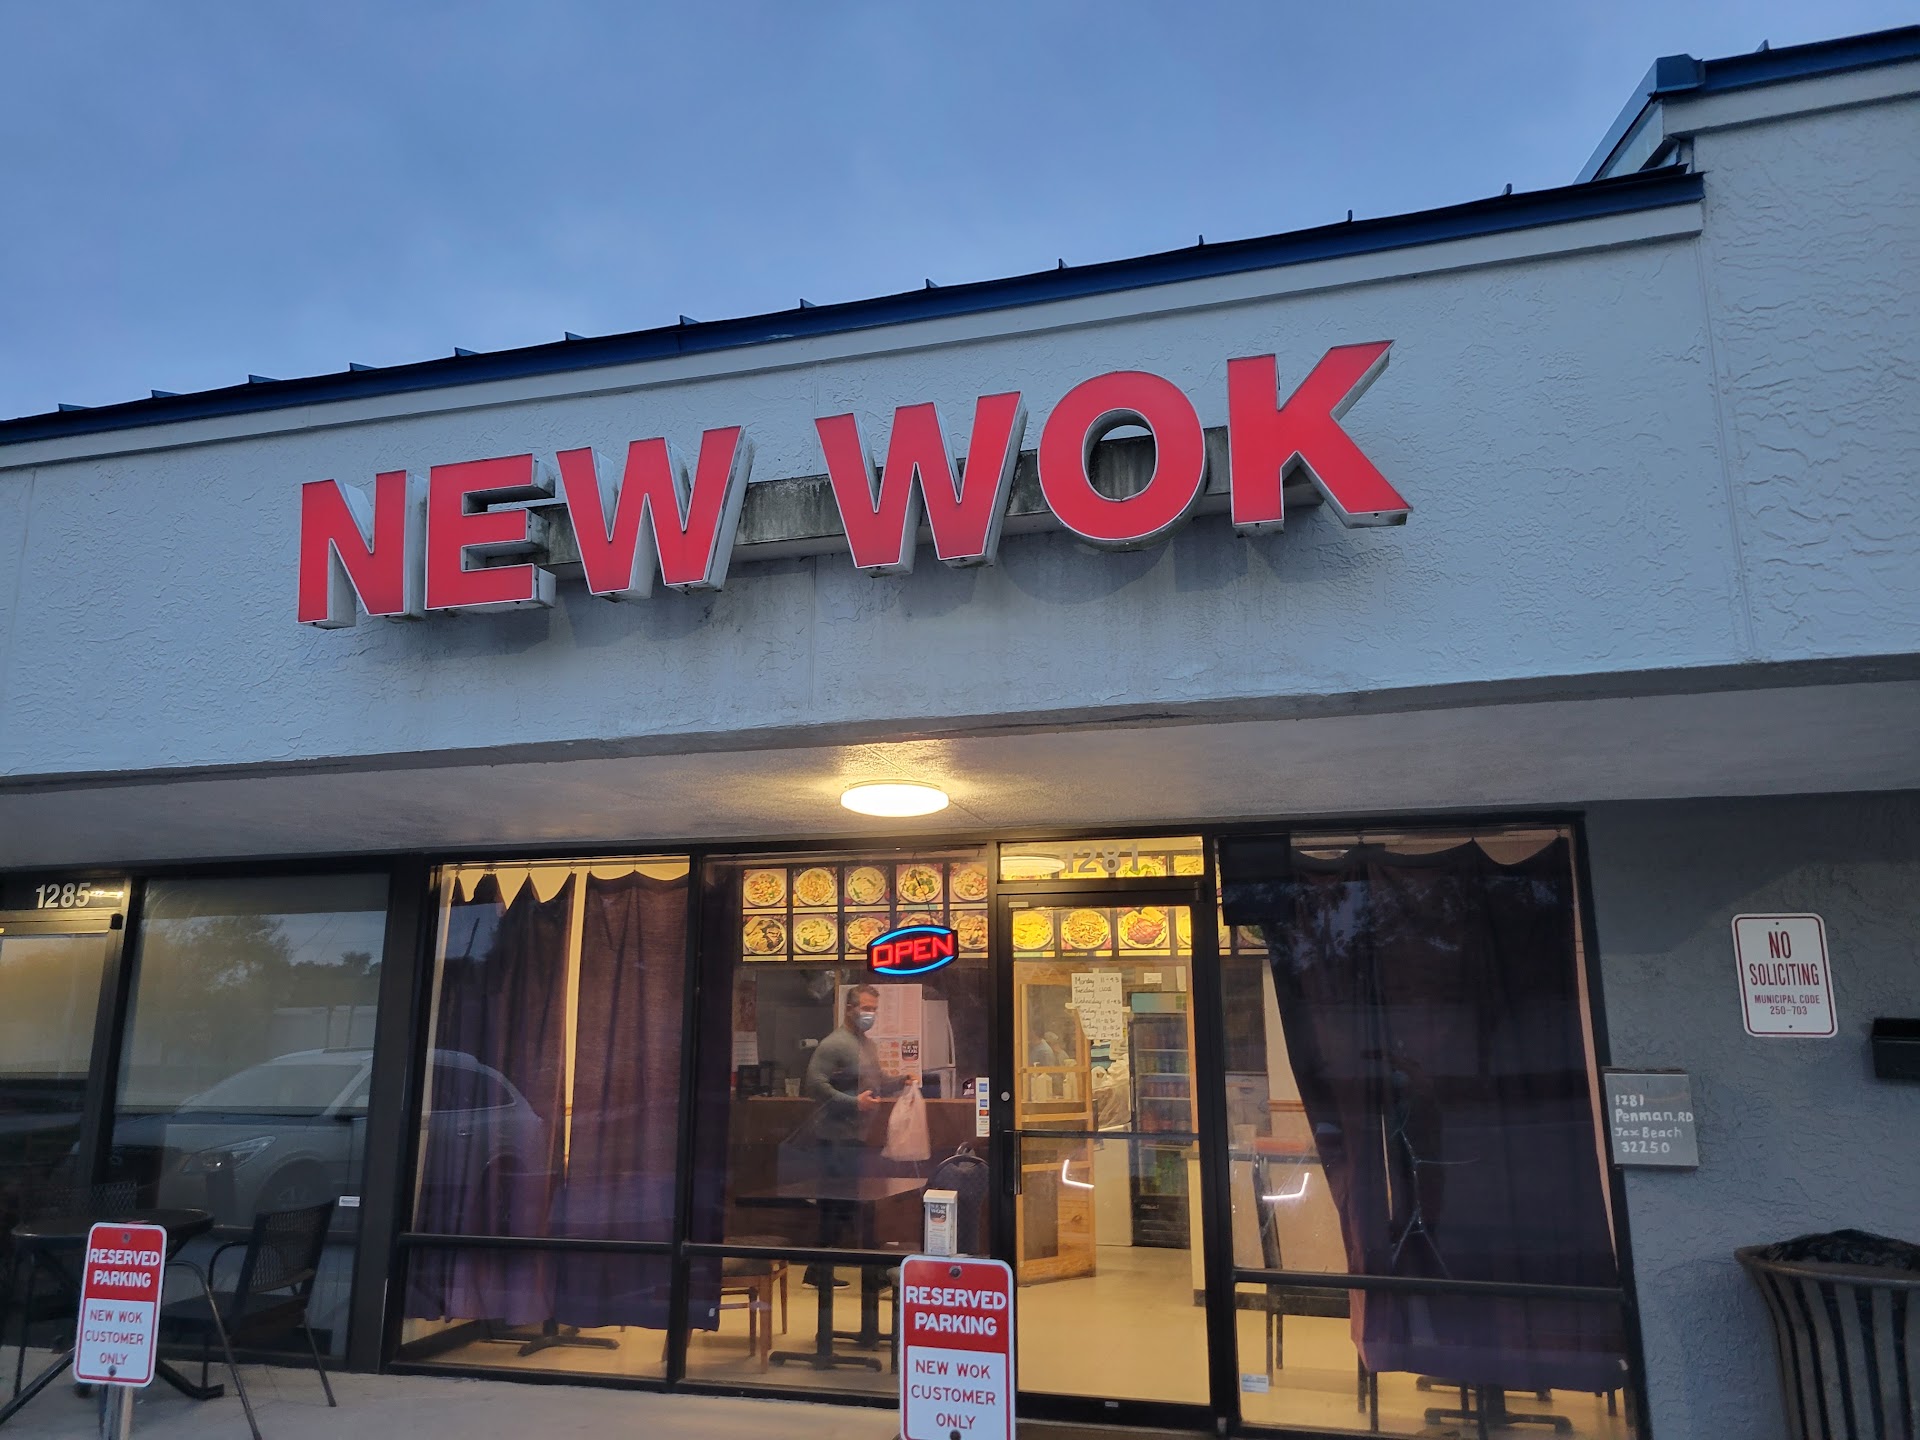 NEW WOK
1285
1281
OPEN
NO
SOLICITING
MUNICIPAL CODE
250-703
1281
Penman, RD
Jax Beach
32250
RESERVED
PARKING
NEW WOK
CUSTOMER
ONLY
RESERVED
PARKING
NEW WOK
CUSTOMER
ONLY